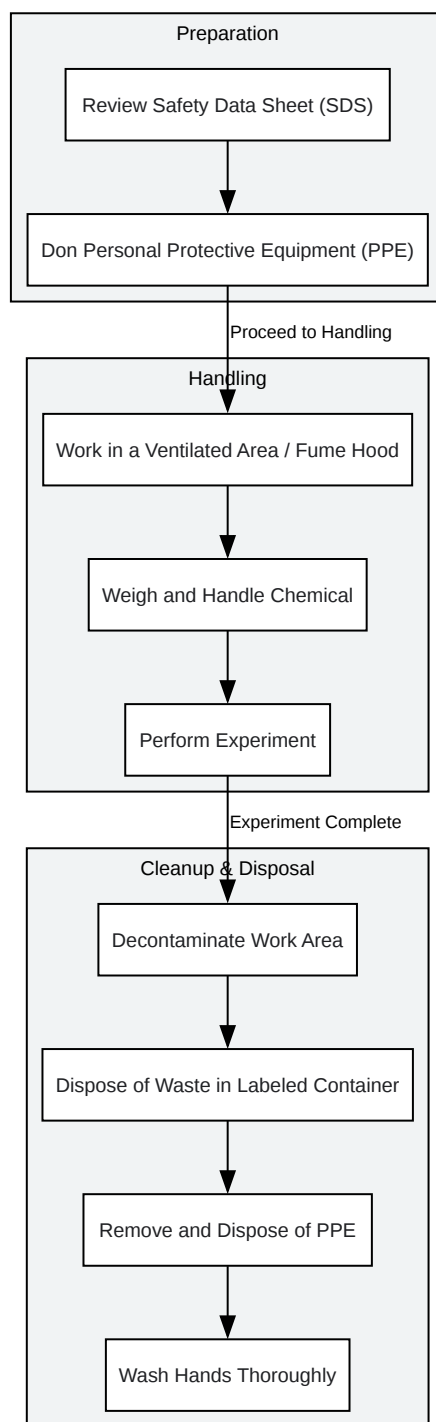 Preparation
Review Safety Data Sheet (SDS)
Don Personal Protective Equipment (PPE)
Proceed to Handling
Handling
Work in a Ventilated Area / Fume Hood
Weigh and Handle Chemical
Perform Experiment
Experiment Complete
Cleanup & Disposal
Decontaminate Work Area
Dispose of Waste in Labeled Container
Remove and Dispose of PPE
Wash Hands Thoroughly